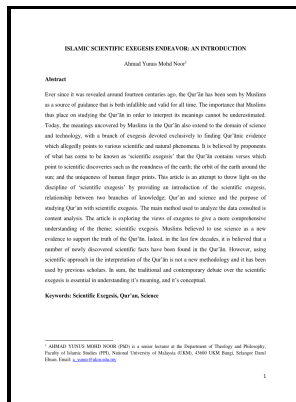 ISLAMIC SCIENTIFIC EXEGESIS ENDEAVOR: AN INTRODUCTION
Ahmad Yunus Mohd Noor¹
Abstract
Ever since it was revealed around fourteen centuries ago, the Qur'ān has been seen by Muslims
as a source of guidance that is both infallible and valid for all time. The importance that Muslims
thus place on studying the Qur'ān in order to interpret its meanings cannot be underestimated.
Today, the meanings uncovered by Muslims in the Qur'ān also extend to the domain of science
and technology, with a branch of exegesis devoted exclusively to finding Qur'ānic evidence
which allegedly points to various scientific and natural phenomena. It is believed by proponents
of what has come to be known as 'scientific exegesis' that the Qur'ān contains verses which
point to scientific discoveries such as the roundness of the earth; the orbit of the earth around the
sun; and the uniqueness of human finger prints. This article is an attempt to throw light on the
discipline of 'scientific exegesis' by providing an introduction of the scientific exegesis,
relationship between two branches of knowledge; Qur'an and science and the purpose of
studying Qur'an with scientific exegesis. The main method used to analyze the data consulted is
content analysis. The article is exploring the views of exegetes to give a more comprehensive
understanding of the theme; scientific exegesis. Muslims believed to use science as a new
evidence to support the truth of the Qur'ān. Indeed, in the last few decades, it is believed that a
number of newly discovered scientific facts have been found in the Qur'ān. However, using
scientific approach in the interpretation of the Qur'ān is not a new methodology and it has been
used by previous scholars. In sum, the traditional and contemporary debate over the scientific
exegesis is essential in understanding it's meaning, and it's conceptual.
Keywords: Scientific Exegesis, Qur'an, Science
¹ AHMAD YUNUS MOHD NOOR (PhD) is a senior lecturer at the Department of Theology and Philosophy,
Faculty of Islamic Studies (FPI), National University of Malaysia (UKM), 43600 UKM Bangi, Selangor Darul
Ehsan. Email: a_yunus@ukm.edu.my
1